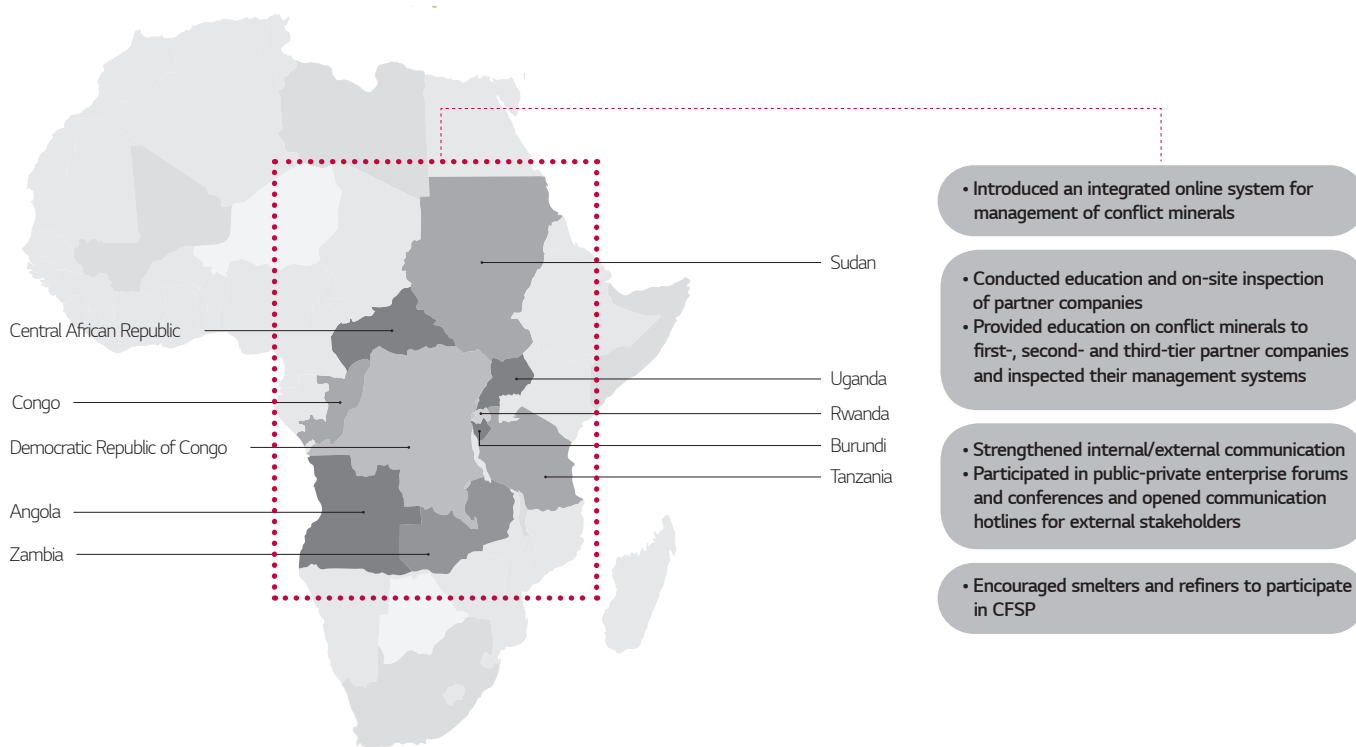 Central African Republic
Congo
Democratic Republic of Congo
Angola
Zambia
Sudan
Uganda
Rwanda
Burundi
Tanzania
• Introduced an integrated online system for
management of conflict minerals
• Conducted education and on-site inspection
of partner companies
• Provided education on conflict minerals to
first-, second- and third-tier partner companies
and inspected their management systems
• Strengthened internal/external communication
• Participated in public-private enterprise forums
and conferences and opened communication
hotlines for external stakeholders
• Encouraged smelters and refiners to participate
in CFSP